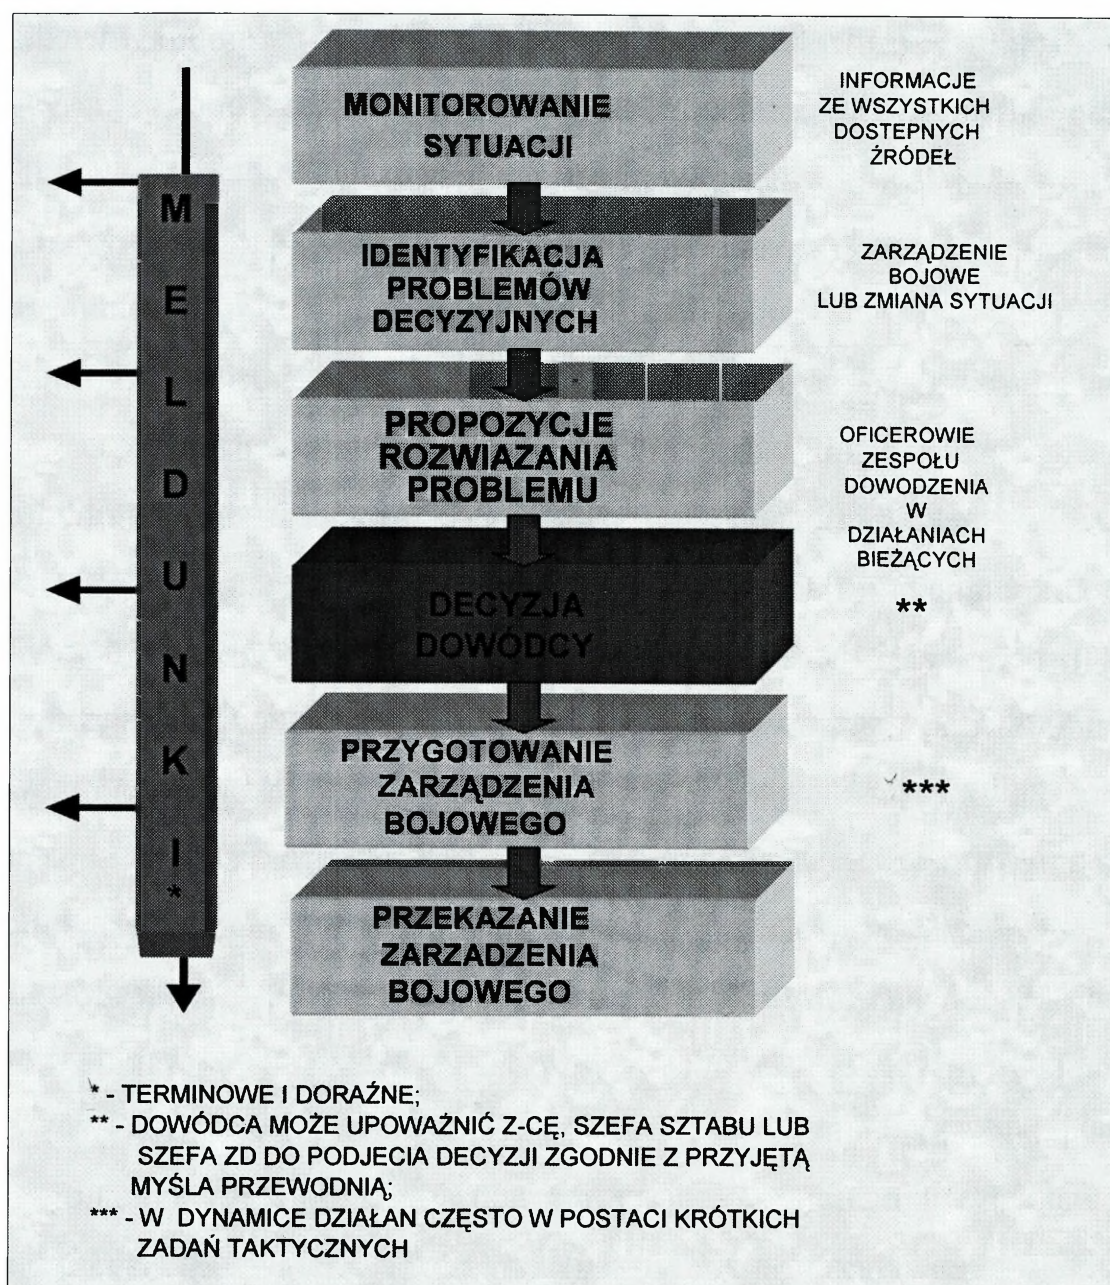 MONITOROWANIE
SYTUACJI
INFORMACJE
ZE WSZYSTKICH
DOSTEPNYCH
ŹRÓDEŁ
IDENTYFIKACJA
PROBLEMÓW
DECYZYJNYCH
ZARZĄDZENIE
BOJOWE
LUB ZMIANA SYTUACJI
PROPOZYCJE
ROZWIAZANIA
PROBLEMU
OFICEROWIE
ZESPOŁU
DOWODZENIA
W
DZIAŁANIACH
BIEŻĄCYCH
DECYZJA
DOWÓDCY
**
PRZYGOTOWANIE
ZARZĄDZENIA
BOJOWEGO
***
PRZEKAZANIE
ZARZADZENIA
BOJOWEGO
M
E
L
D
U
N
K
I
*
* - TERMINOWE I DORAŹNE;
** - DOWÓDCA MOŻE UPOWAŻNIĆ Z-CĘ, SZEFA SZTABU LUB
SZEFA ZD DO PODJECIA DECYZJI ZGODNIE Z PRZYJĘTĄ
MYŚLA PRZEWODNIĄ;
*** - W DYNAMICE DZIAŁAN CZĘSTO W POSTACI KRÓTKICH
ZADAŃ TAKTYCZNYCH